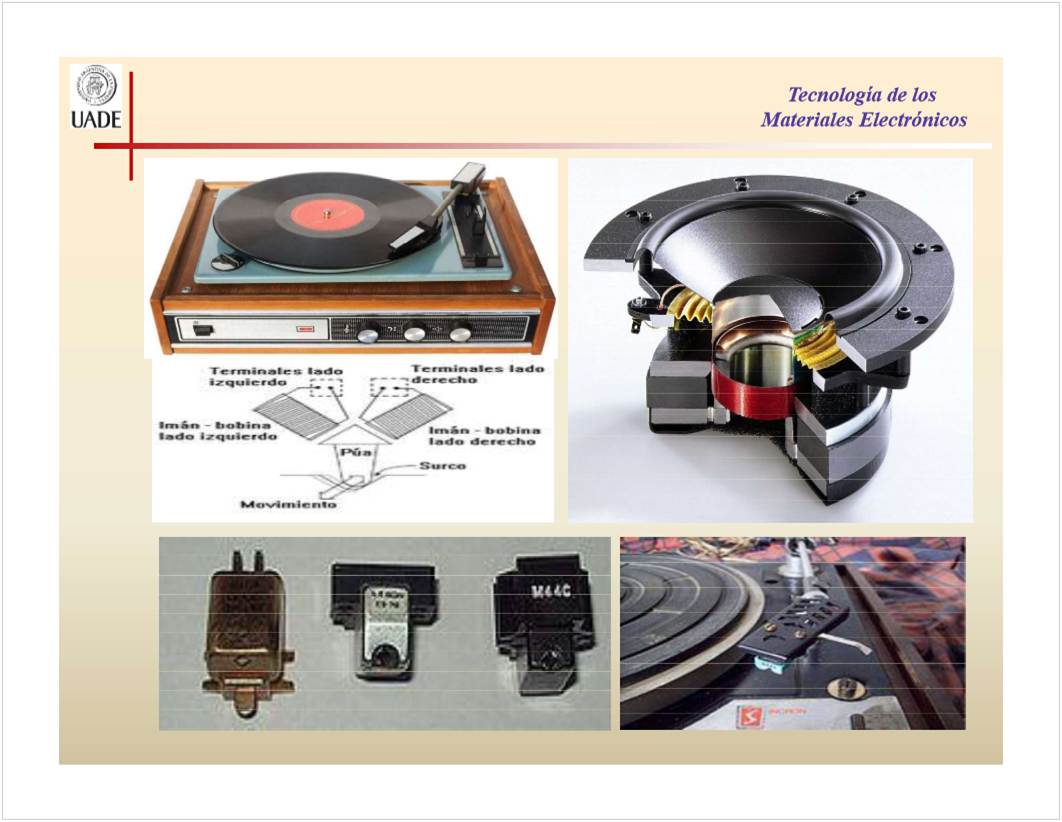 UADE
Tecnología de los
Materiales Electrónicos
Terminales lado
izquierdo
Terminales lado
derecho
Imán - bobina
lado izquierdo
Imán - bobina
lado derecho
Púa
Surco
Movimiento
M44C
INCRON